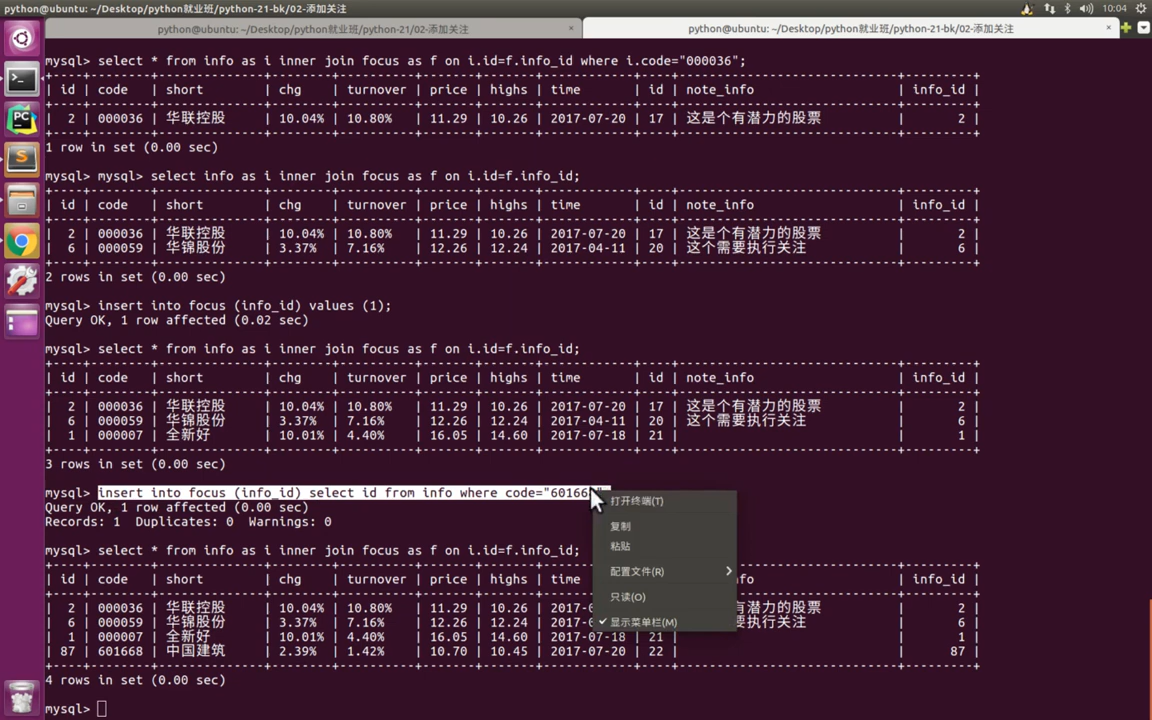 python@ubuntu: ~/Desktop/python就业班/python-21-bk/02-添加关注
10:04
python@ubuntu: ~/Desktop/python就业班/python-21/02-添加关注 ×
python@ubuntu: ~/Desktop/python就业班/python-21-bk/02-添加关注 ×
mysql> select * from info as i inner join focus as f on i.id=f.info_id where i.code="000036";
+----+--------+----------+--------+----------+-------+-------+------------+----+--------------------------+---------+
| id | code | short | chg | turnover | price | highs | time | id | note_info | info_id |
+----+--------+----------+--------+----------+-------+-------+------------+----+--------------------------+---------+
| 2 | 000036 | 华联控股 | 10.04% | 10.80% | 11.29 | 10.26 | 2017-07-20 | 17 | 这是个有潜力的股票 | 2 |
+----+--------+----------+--------+----------+-------+-------+------------+----+--------------------------+---------+
1 row in set (0.00 sec)
mysql> mysql> select info as i inner join focus as f on i.id=f.info_id;
+----+--------+----------+--------+----------+-------+-------+------------+----+--------------------------+---------+
| id | code | short | chg | turnover | price | highs | time | id | note_info | info_id |
+----+--------+----------+--------+----------+-------+-------+------------+----+--------------------------+---------+
| 2 | 000036 | 华联控股 | 10.04% | 10.80% | 11.29 | 10.26 | 2017-07-20 | 17 | 这是个有潜力的股票 | 2 |
| 6 | 000059 | 华锦股份 | 3.37% | 7.16% | 12.26 | 12.24 | 2017-04-11 | 20 | 这个需要执行关注 | 6 |
+----+--------+----------+--------+----------+-------+-------+------------+----+--------------------------+---------+
2 rows in set (0.00 sec)
mysql> insert into focus (info_id) values (1);
Query OK, 1 row affected (0.02 sec)
mysql> select * from info as i inner join focus as f on i.id=f.info_id;
+----+--------+----------+--------+----------+-------+-------+------------+----+--------------------------+---------+
| id | code | short | chg | turnover | price | highs | time | id | note_info | info_id |
+----+--------+----------+--------+----------+-------+-------+------------+----+--------------------------+---------+
| 2 | 000036 | 华联控股 | 10.04% | 10.80% | 11.29 | 10.26 | 2017-07-20 | 17 | 这是个有潜力的股票 | 2 |
| 6 | 000059 | 华锦股份 | 3.37% | 7.16% | 12.26 | 12.24 | 2017-04-11 | 20 | 这个需要执行关注 | 6 |
| 1 | 000007 | 全新好 | 10.01% | 4.40% | 16.05 | 14.60 | 2017-07-18 | 21 | | 1 |
+----+--------+----------+--------+----------+-------+-------+------------+----+--------------------------+---------+
3 rows in set (0.00 sec)
mysql> insert into focus (info_id) select id from info where code="60166
Query OK, 1 row affected (0.00 sec)
Records: 1 Duplicates: 0 Warnings: 0
打开终端(T)
复制
粘贴
配置文件(R)
只读(O)
✓ 显示菜单栏(M)
mysql> select * from info as i inner join focus as f on i.id=f.info_id;
| id | code | short | chg | turnover | price | highs | time info | info_id |
| 2 | 000036 | 华联控股 | 10.04% | 10.80% | 11.29 | 10.26 | 2017-07-20 有潜力的股票 | 2 |
| 6 | 000059 | 华锦股份 | 3.37% | 7.16% | 12.26 | 12.24 | 2017-04-11 要执行关注 | 6 |
| 1 | 000007 | 全新好 | 10.01% | 4.40% | 16.05 | 14.60 | 2017-07-18 | 21 | | 1 |
| 87 | 601668 | 中国建筑 | 2.39% | 1.42% | 10.70 | 10.45 | 2017-07-20 | 22 | | 87 |
+----+--------+----------+--------+----------+-------+-------+------------+----+--------------------------+---------+
4 rows in set (0.00 sec)
mysql>